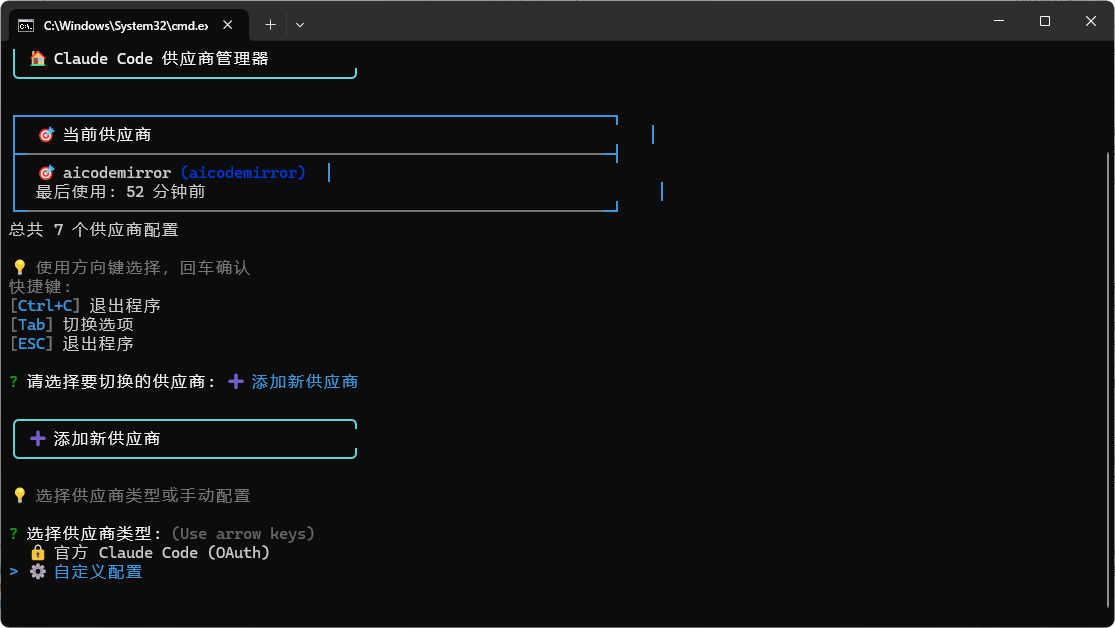 C:\Windows\System32\cmd.ex
🏠 Claude Code 供应商管理器
🎯 当前供应商
🎯 aicodemirror (aicodemirror)
最后使用: 52 分钟前
总共 7 个供应商配置
💡 使用方向键选择, 回车确认
快捷键:
[Ctrl+C] 退出程序
[Tab] 切换选项
[ESC] 退出程序
? 请选择要切换的供应商: ➕ 添加新供应商
➕ 添加新供应商
💡 选择供应商类型或手动配置
? 选择供应商类型: (Use arrow keys)
🔒 官方 Claude Code (OAuth)
> ⚙️ 自定义配置